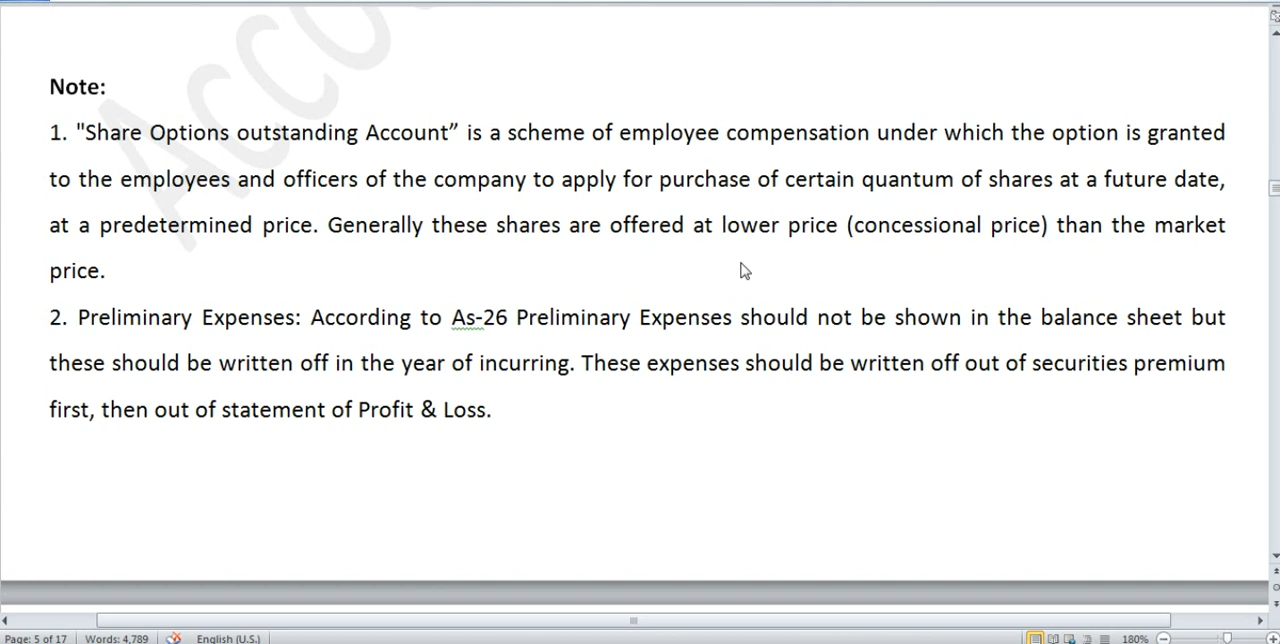 Acco
Note:
1. "Share Options outstanding Account” is a scheme of employee compensation under which the option is granted
to the employees and officers of the company to apply for purchase of certain quantum of shares at a future date,
at a predetermined price. Generally these shares are offered at lower price (concessional price) than the market
price.
2. Preliminary Expenses: According to As-26 Preliminary Expenses should not be shown in the balance sheet but
these should be written off in the year of incurring. These expenses should be written off out of securities premium
first, then out of statement of Profit & Loss.
Page: 5 of 17 Words: 4,789 English (U.S.) 180%